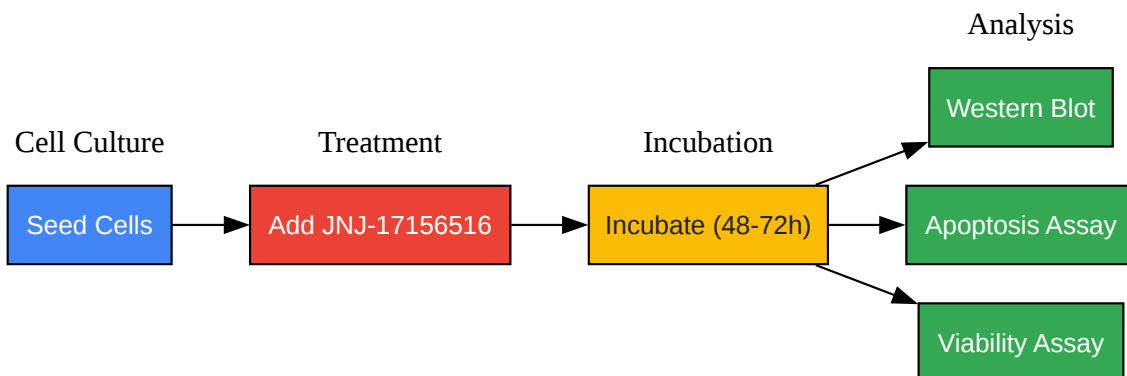 Analysis
Western Blot
Cell Culture
Treatment
Incubation
Seed Cells
Add JNJ-17156516
Incubate (48-72h)
Apoptosis Assay
Viability Assay